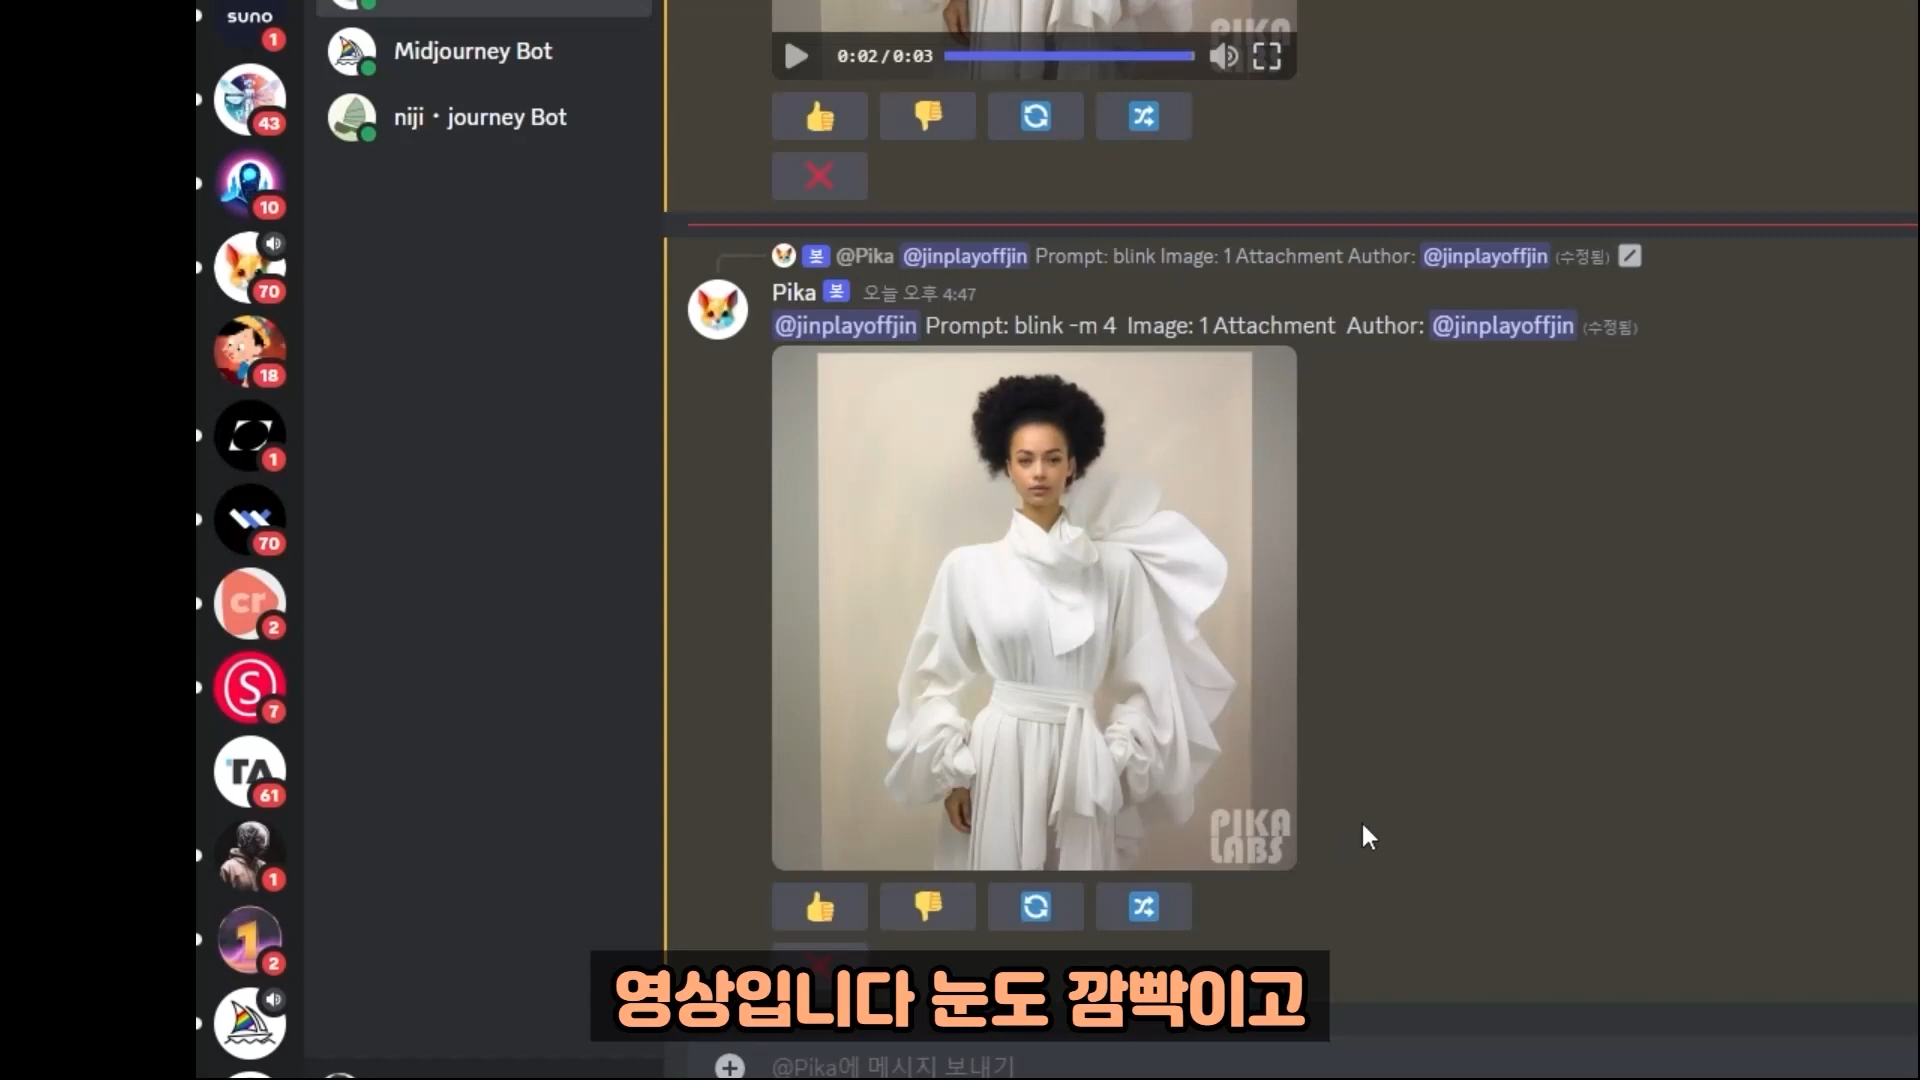 suno
1
Midjourney Bot
43
niji · journey Bot
10
70
18
1
70
cr
2
S
7
TA
61
1
1
2
PIKA
0:02/0:03
봇 @Pika @jinplayoffjin Prompt: blink Image: 1 Attachment Author: @jinplayoffjin (수정됨)
Pika 봇 오늘 오후 4:47
@jinplayoffjin Prompt: blink -m 4 Image: 1 Attachment Author: @jinplayoffjin (수정됨)
PIKA
LABS
영상입니다 눈도 깜빡이고
@Pika에 메시지 보내기